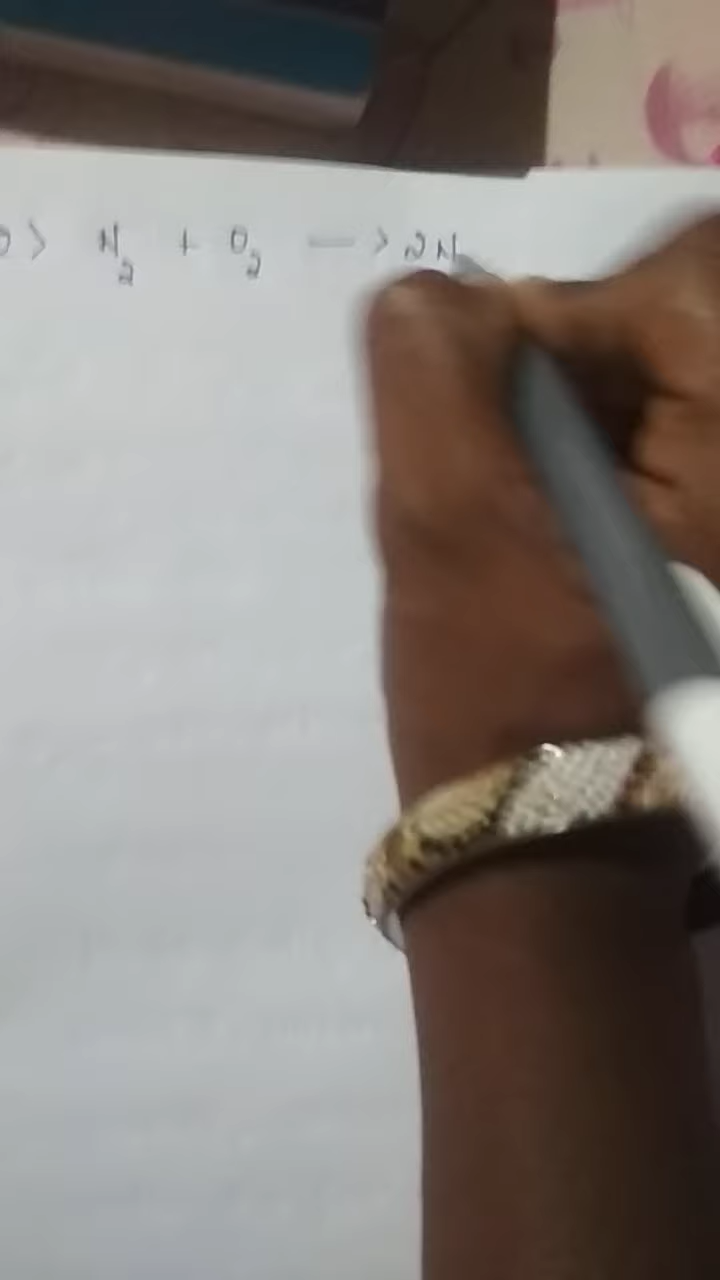 > N₂ + O₂ —> 2N